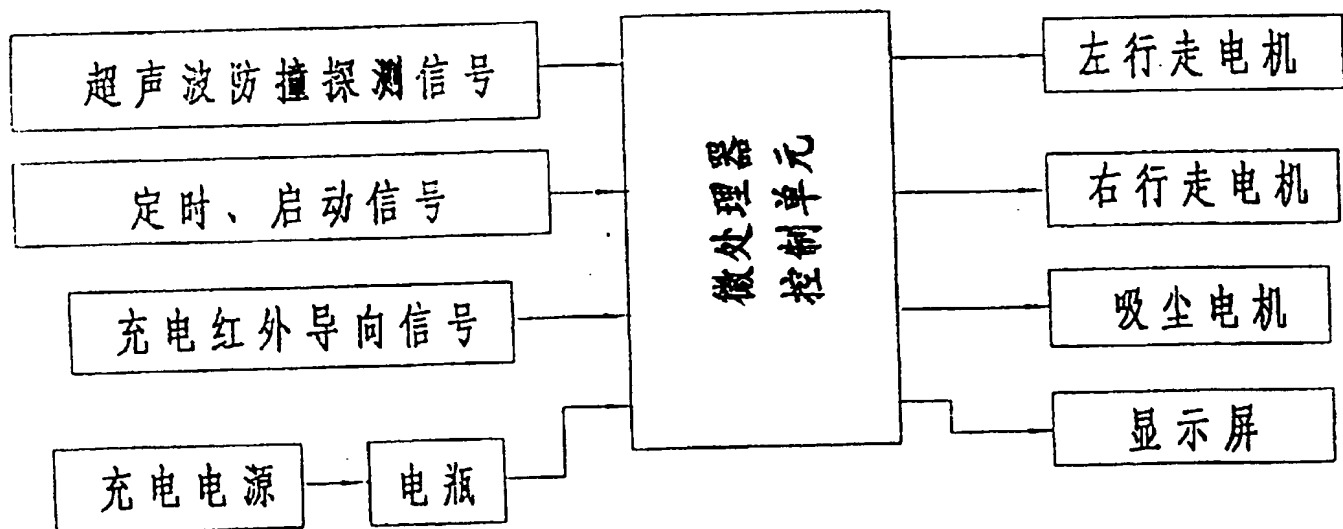 超声波防撞探测信号
定时、启动信号
充电红外导向信号
充电电源
电瓶
微处理器
控制单元
左行走电机
右行走电机
吸尘电机
显示屏